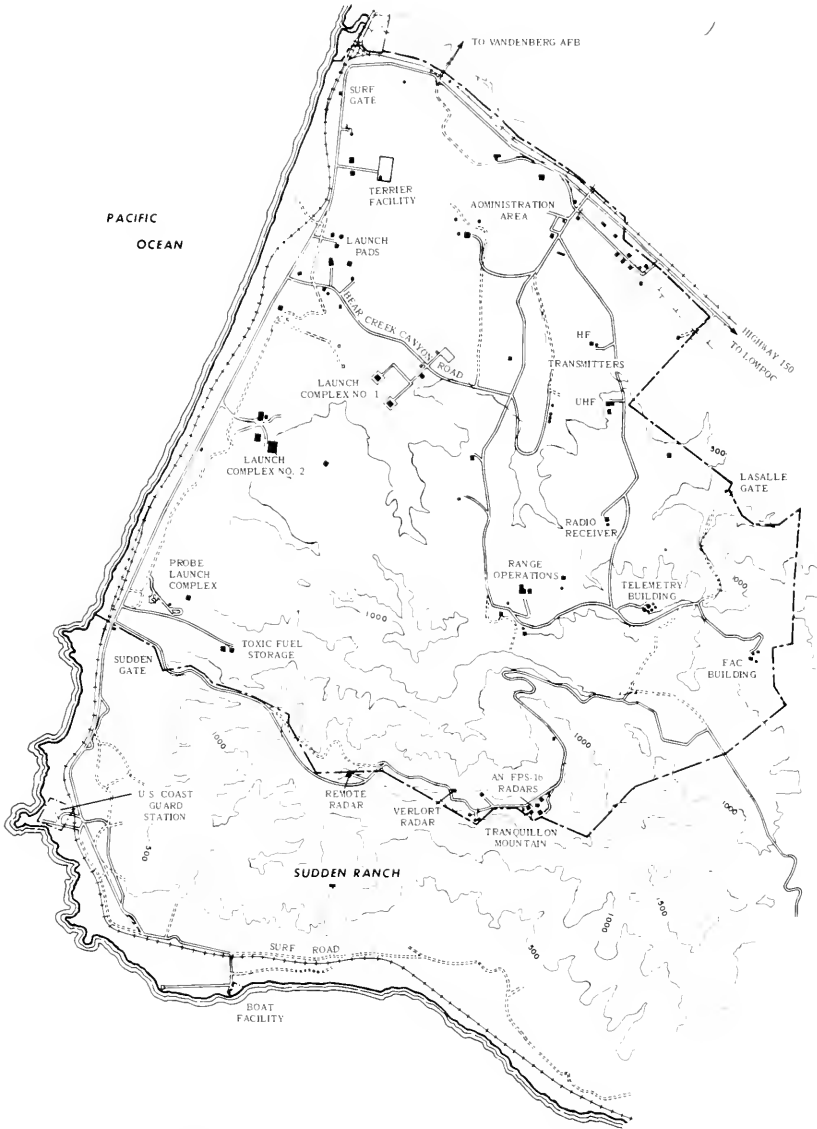 TO VANDENBERG AFB
SURF
GATE
TERRIER
FACILITY
PACIFIC
OCEAN
ADMINISTRATION
AREA
LAUNCH
PADS
BEAR CREEK CANYON ROAD
HIGHWAY 150
TO LOMPOC
HF
TRANSMITTERS
UHF
LAUNCH
COMPLEX NO. 1
LAUNCH
COMPLEX NO. 2
500
LASALLE
GATE
RADIO
RECEIVER
PROBE
LAUNCH
COMPLEX
RANGE
OPERATIONS
TELEMETRY
BUILDING
1000
1000
TOXIC FUEL
STORAGE
SUDDEN
GATE
FAC
BUILDING
1000
1000
U.S COAST
GUARD
STATION
REMOTE
RADAR
AN FPS-16
RADARS
VERLORT
RADAR
TRANQUILLON
MOUNTAIN
1000
500
SUDDEN RANCH
1500
1000
500
SURF ROAD
BOAT
FACILITY